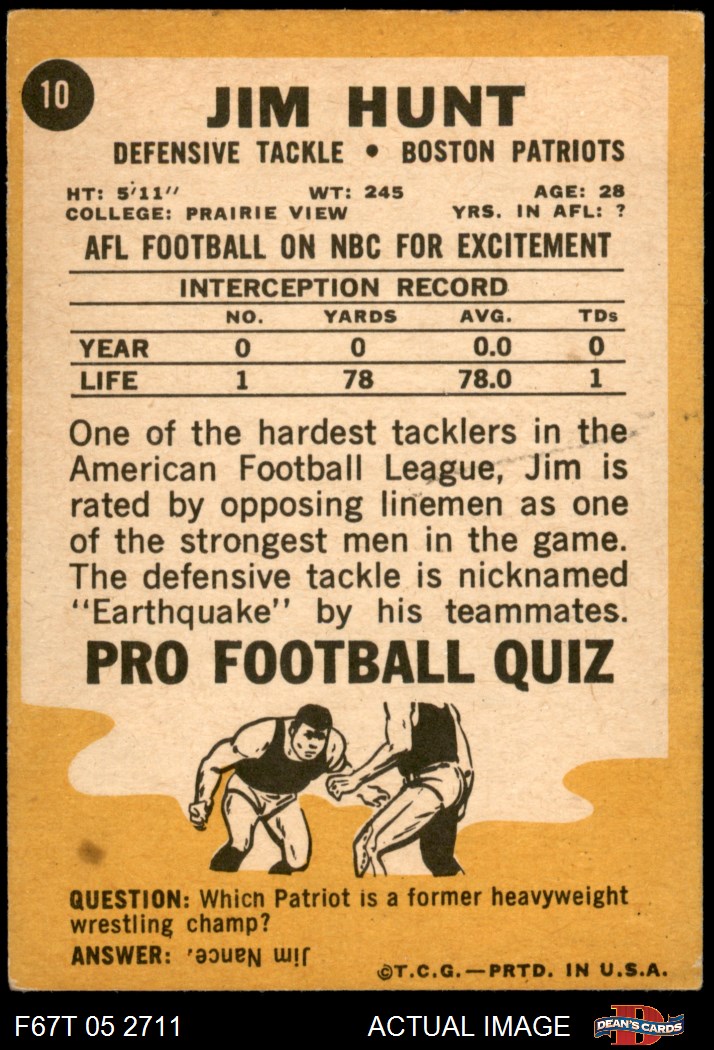 10
JIM HUNT
DEFENSIVE TACKLE • BOSTON PATRIOTS
HT: 5'11" WT: 245 AGE: 28
COLLEGE: PRAIRIE VIEW YRS. IN AFL: ?
AFL FOOTBALL ON NBC FOR EXCITEMENT
INTERCEPTION RECORD
NO. YARDS AVG. TDs
YEAR 0 0 0.0 0
LIFE 1 78 78.0 1
One of the hardest tacklers in the
American Football League, Jim is
rated by opposing linemen as one
of the strongest men in the game.
The defensive tackle is nicknamed
"Earthquake" by his teammates.
PRO FOOTBALL QUIZ
QUESTION: Which Patriot is a former heavyweight
wrestling champ?
ANSWER: Jim Nance.
©T.C.G.—PRTD. IN U.S.A.
F67T 05 2711 ACTUAL IMAGE
D
DEAN'S CARDS